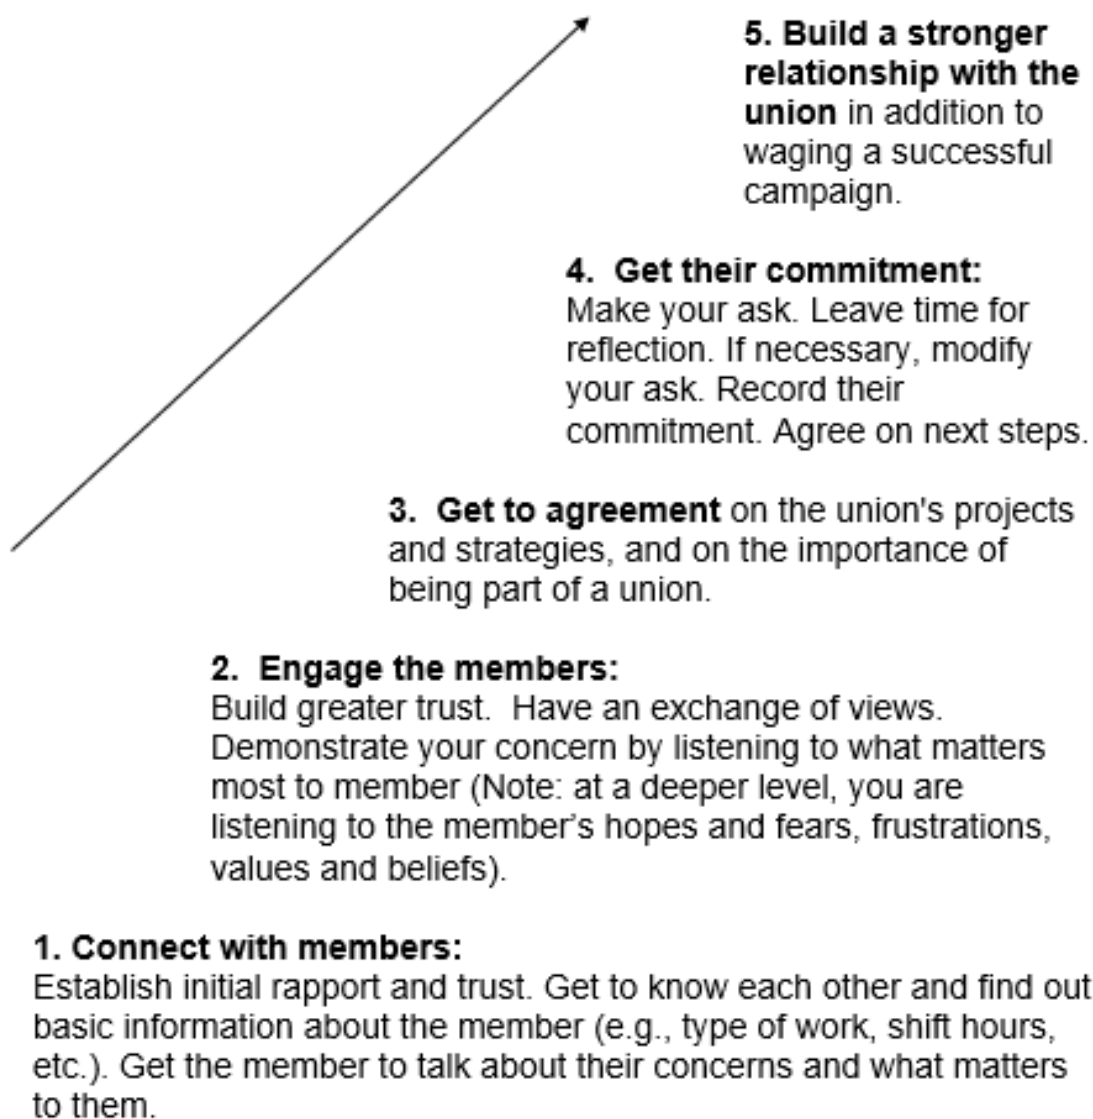 5. Build a stronger
relationship with the
union in addition to
waging a successful
campaign.
4.  Get their commitment:
Make your ask. Leave time for
reflection. If necessary, modify
your ask. Record their
commitment. Agree on next steps.
3.  Get to agreement on the union's projects
and strategies, and on the importance of
being part of a union.
2.  Engage the members:
Build greater trust.  Have an exchange of views.
Demonstrate your concern by listening to what matters
most to member (Note: at a deeper level, you are
listening to the member’s hopes and fears, frustrations,
values and beliefs).
1. Connect with members:
Establish initial rapport and trust. Get to know each other and find out
basic information about the member (e.g., type of work, shift hours,
etc.). Get the member to talk about their concerns and what matters
to them.